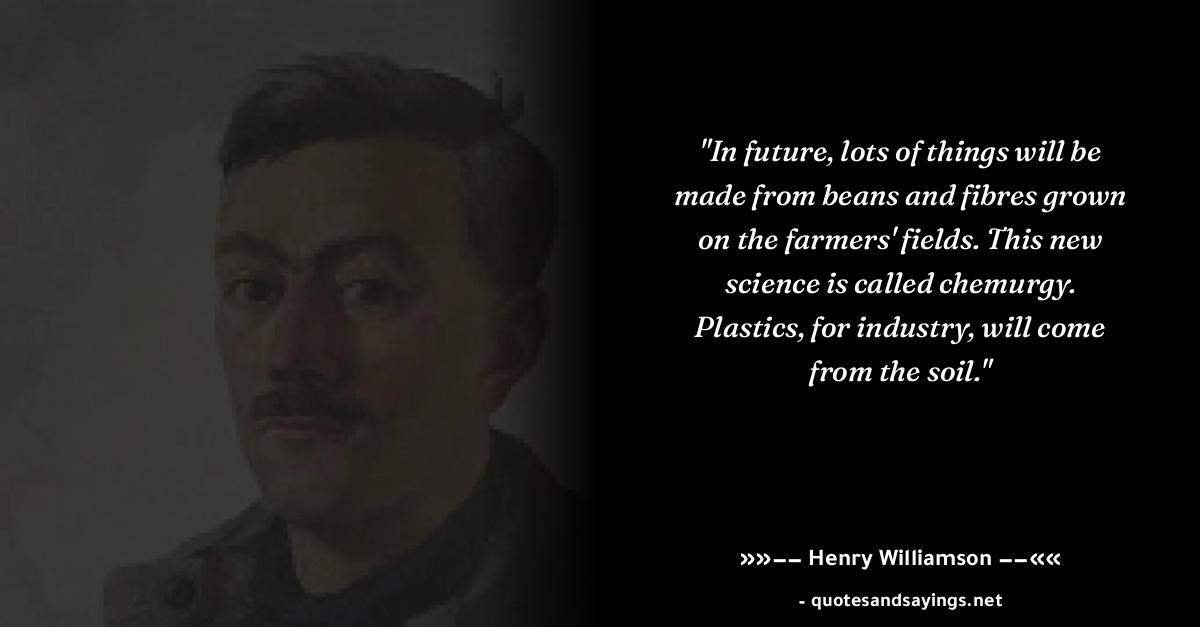 "In future, lots of things will be
made from beans and fibres grown
on the farmers' fields. This new
science is called chemurgy.
Plastics, for industry, will come
from the soil."
»»–– Henry Williamson ––««
- quotesandsayings.net